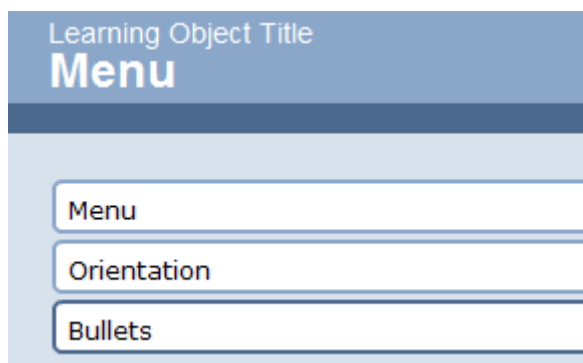 Learning Object Title
Menu
Menu
Orientation
Bullets